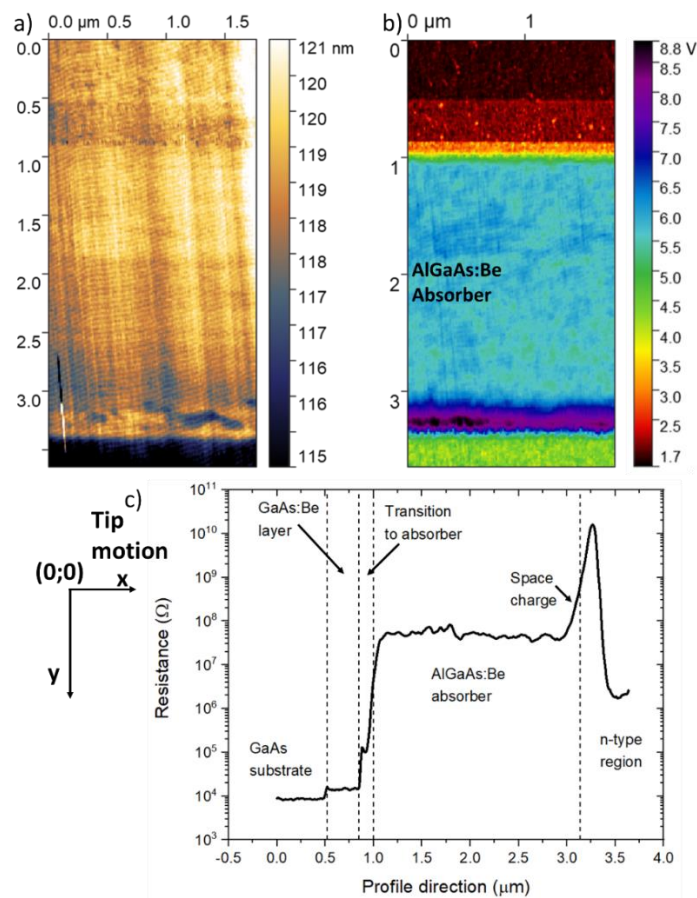 a)
0.0 µm 0.5 1.0 1.5
0.0
0.5
1.0
1.5
2.0
2.5
3.0
121 nm
120
120
119
119
118
118
117
117
116
116
115
b)
0 µm 1
0
1
2
3
AlGaAs:Be
Absorber
8.8 V
8.0
7.5
7.0
6.5
6.0
5.5
5.0
4.5
4.0
3.5
3.0
2.5
1.7
Tip
motion
(0;0)
x
y
c)
GaAs:Be
layer
Transition
to absorber
Space
charge
AlGaAs:Be
absorber
GaAs
substrate
n-type
region
Resistance (Ω)
10¹¹
10¹⁰
10⁹
10⁸
10⁷
10⁶
10⁵
10⁴
10³
-0.5 0.0 0.5 1.0 1.5 2.0 2.5 3.0 3.5 4.0
Profile direction (µm)